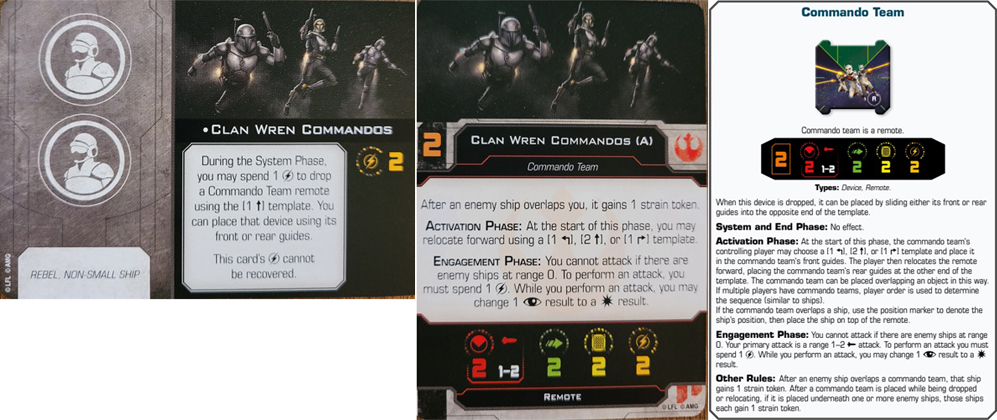 •CLAN WREN COMMANDOS
During the System Phase,
you may spend 1 to drop
a Commando Team remote
using the [1 ⬆] template. You
can place that device using its
front or rear guides.
This card's
cannot
be recovered.
2
REBEL, NON-SMALL SHIP
©LFL ©AMG
2
CLAN WREN COMMANDOS (A)
Commando Team
After an enemy ship overlaps you, it gains 1 strain token.
ACTIVATION PHASE: At the start of this phase, you may
relocate forward using a [1 ↰], [2 ⬆], or [1 ↱] template.
ENGAGEMENT PHASE: You cannot attack if there are
enemy ships at range 0. To perform an attack, you
must spend 1 . While you perform an attack, you may
change 1 result to a result.
2 1-2 2 2 2
REMOTE
©LFL ©AMG
Commando Team
Commando team is a remote.
2 2 1-2 2 2 2
Types: Device, Remote.
When this device is dropped, it can be placed by sliding either its front or rear
guides into the opposite end of the template.
System and End Phase: No effect.
Activation Phase: At the start of this phase, the commando team's
controlling player may choose a [1 ↰], [2 ⬆], or [1 ↱] template and place it
in the commando team's front guides. The player then relocates the remote
forward, placing the commando team's rear guides at the other end of the
template. The commando team can be placed overlapping an object in this way.
If multiple players have commando teams, player order is used to determine
the sequence (similar to ships).
If the commando team overlaps a ship, use the position marker to denote the
ship's position, then place the ship on top of the remote.
Engagement Phase: You cannot attack if there are enemy ships at range
0. Your primary attack is a range 1–2 attack. To perform an attack you must
spend 1 . While you perform an attack, you may change 1 result to a
result.
Other Rules: After an enemy ship overlaps a commando team, that ship
gains 1 strain token. After a commando team is placed while being dropped
or relocating, if it is placed underneath one or more enemy ships, those ships
each gain 1 strain token.